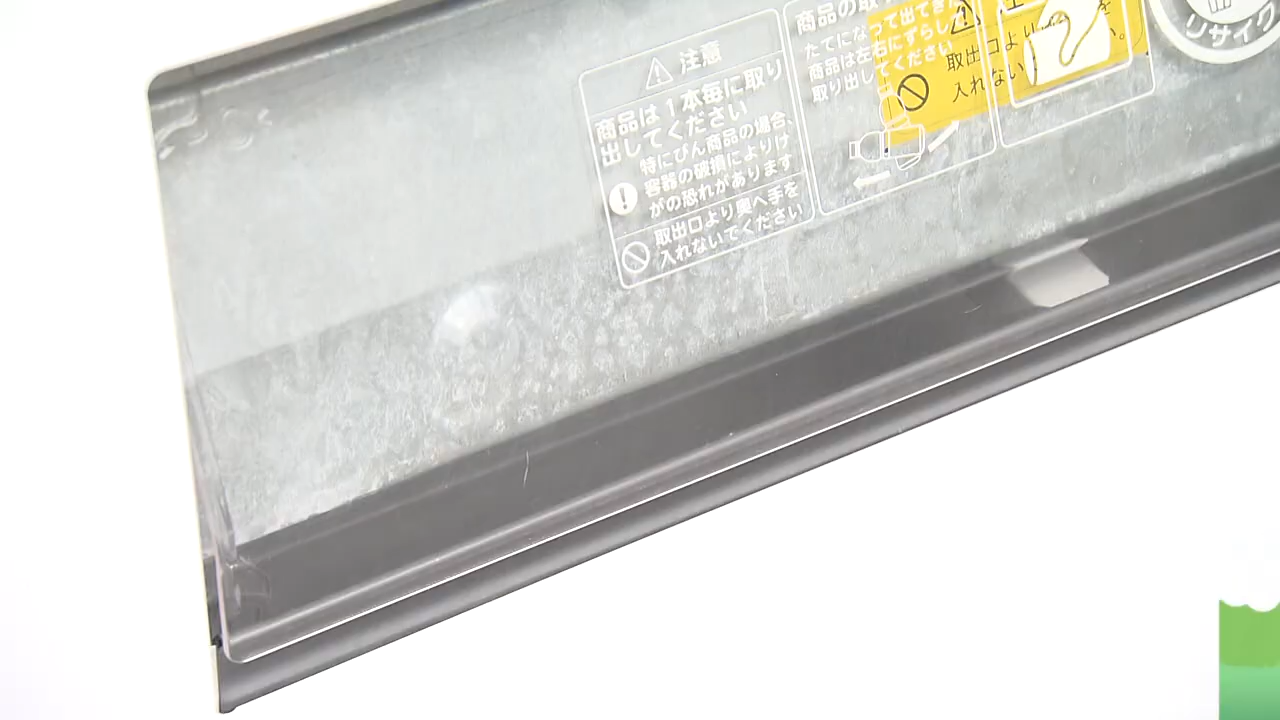 注意
商品は1本毎に取り
出してください
特にびん商品の場合、
容器の破損によりけ
がの恐れがあります
取出口より奥へ手を
入れないでください
商品の取り
たてになって出てき
商品は左右にずらし
取り出してください
取出口より
入れない
リサイク